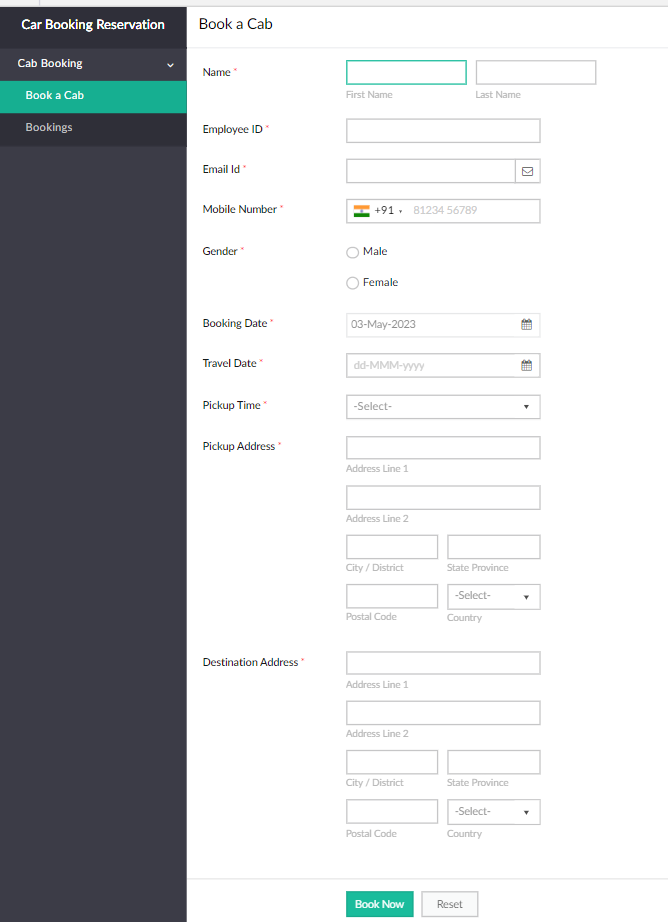 Car Booking Reservation
Cab Booking
Book a Cab
Bookings
Book a Cab
Name *
First Name Last Name
Employee ID *
Email Id *
Mobile Number * +91 81234 56789
Gender * Male
Female
Booking Date * 03-May-2023
Travel Date * dd-MMM-yyyy
Pickup Time * -Select-
Pickup Address *
Address Line 1
Address Line 2
City / District State Province
-Select-
Postal Code Country
Destination Address *
Address Line 1
Address Line 2
City / District State Province
-Select-
Postal Code Country
Book Now Reset